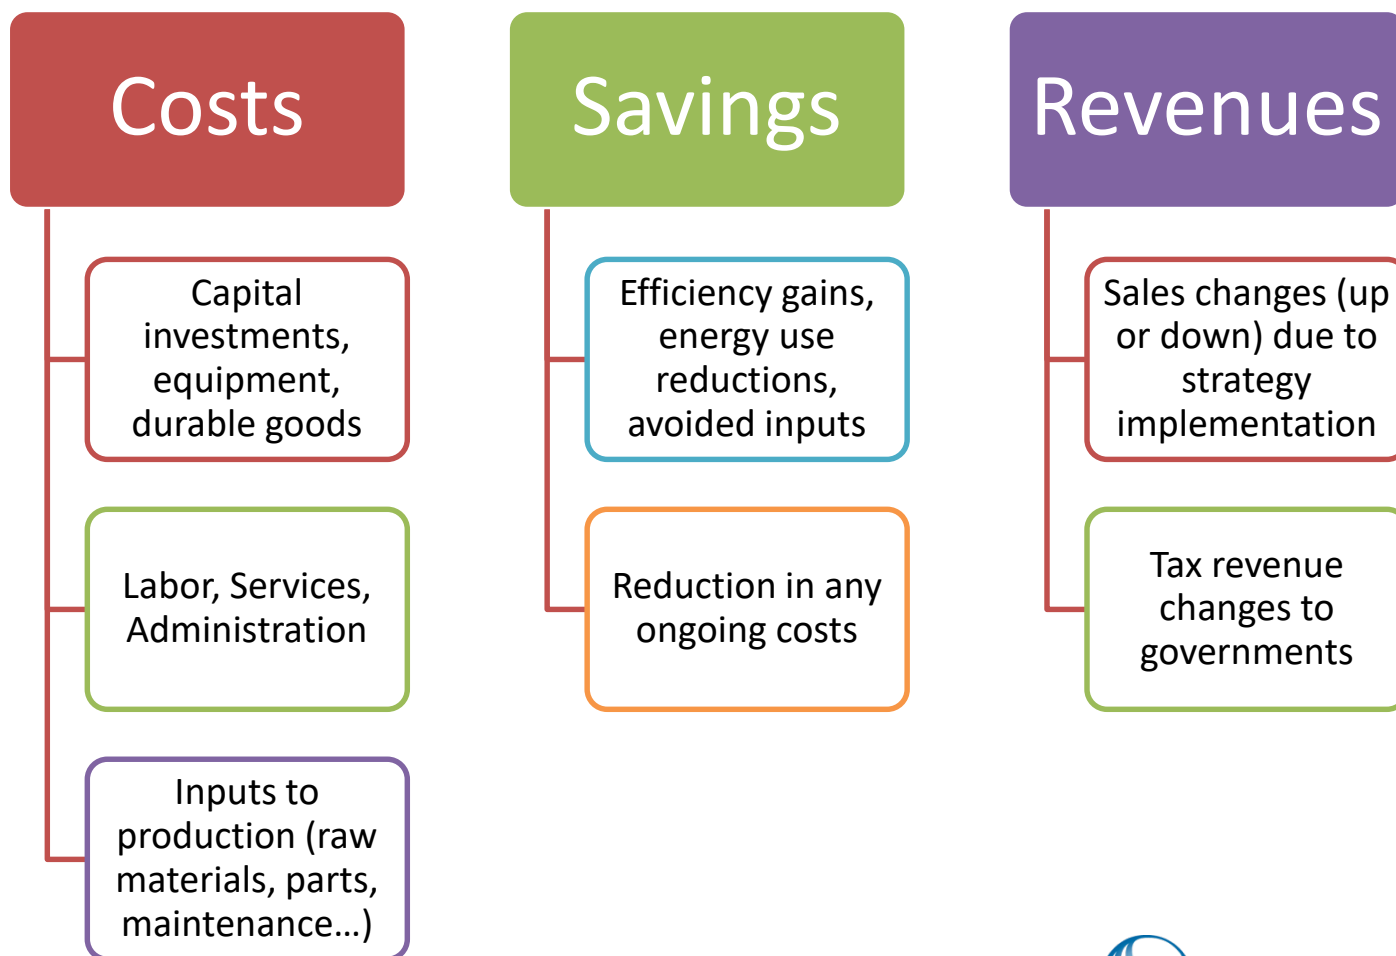 Costs
Capital
investments,
equipment,
durable goods
Labor, Services,
Administration
Inputs to
production (raw
materials, parts,
maintenance…)
Savings
Efficiency gains,
energy use
reductions,
avoided inputs
Reduction in any
ongoing costs
Revenues
Sales changes (up
or down) due to
strategy
implementation
Tax revenue
changes to
governments